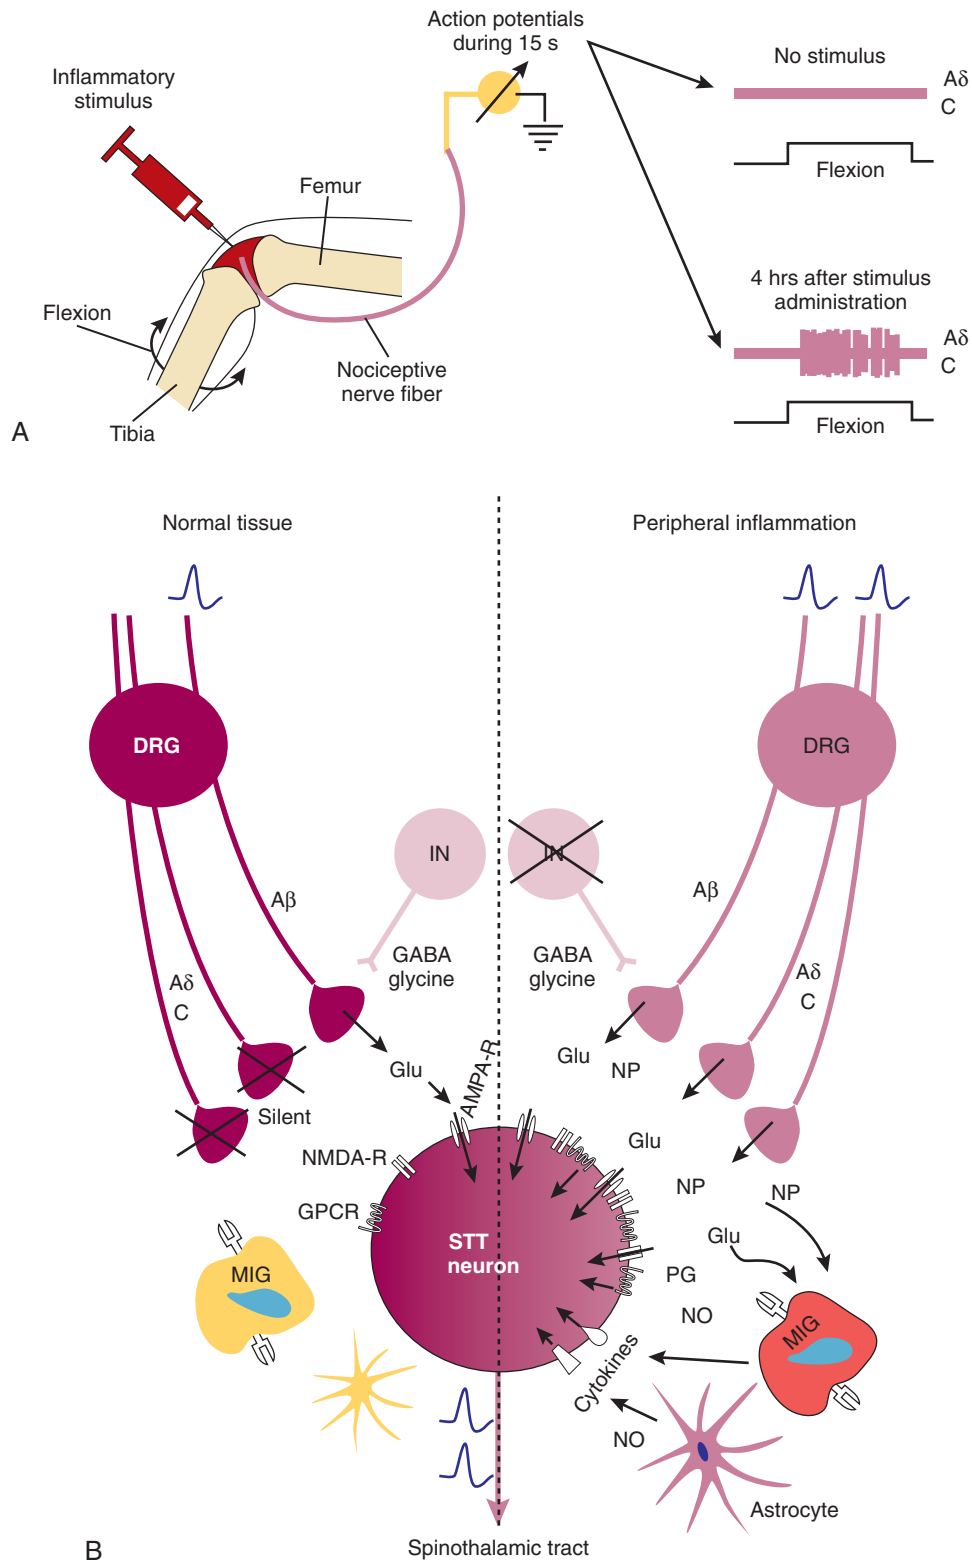 Action potentials
during 15 s
Inflammatory
stimulus
Femur
Flexion
Nociceptive
nerve fiber
Tibia
A
No stimulus
Aδ
C
Flexion
4 hrs after stimulus
administration
Aδ
C
Flexion
Normal tissue
Peripheral inflammation
DRG
DRG
IN
IN
Aβ
Aβ
GABA
glycine
GABA
glycine
Aδ
C
Aδ
C
Glu
AMPA-R
Glu
NP
Silent
Glu
NMDA-R
NP
NP
GPCR
STT
neuron
Glu
MIG
PG
NO
MIG
Cytokines
NO
Astrocyte
B
Spinothalamic tract